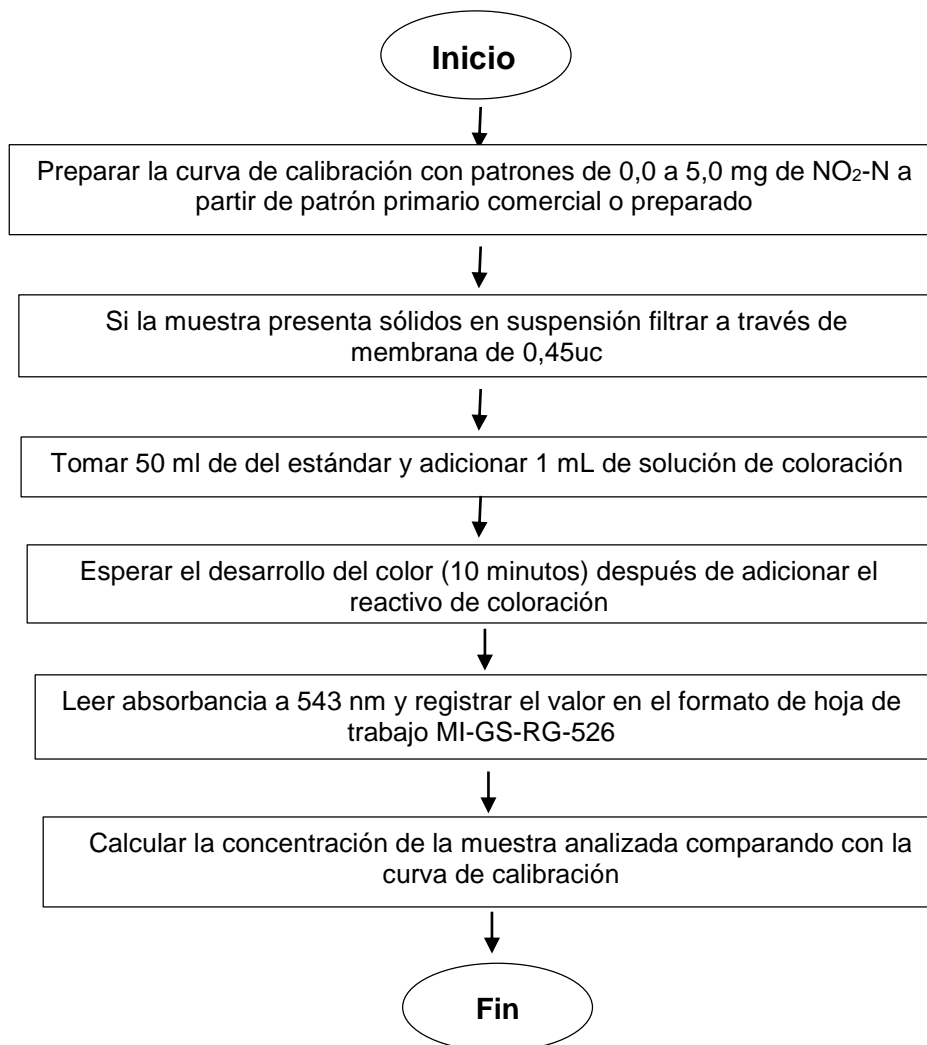 Inicio
Preparar la curva de calibración con patrones de 0,0 a 5,0 mg de NO₂-N a
partir de patrón primario comercial o preparado
Si la muestra presenta sólidos en suspensión filtrar a través de
membrana de 0,45uc
Tomar 50 ml de del estándar y adicionar 1 mL de solución de coloración
Esperar el desarrollo del color (10 minutos) después de adicionar el
reactivo de coloración
Leer absorbancia a 543 nm y registrar el valor en el formato de hoja de
trabajo MI-GS-RG-526
Calcular la concentración de la muestra analizada comparando con la
curva de calibración
Fin